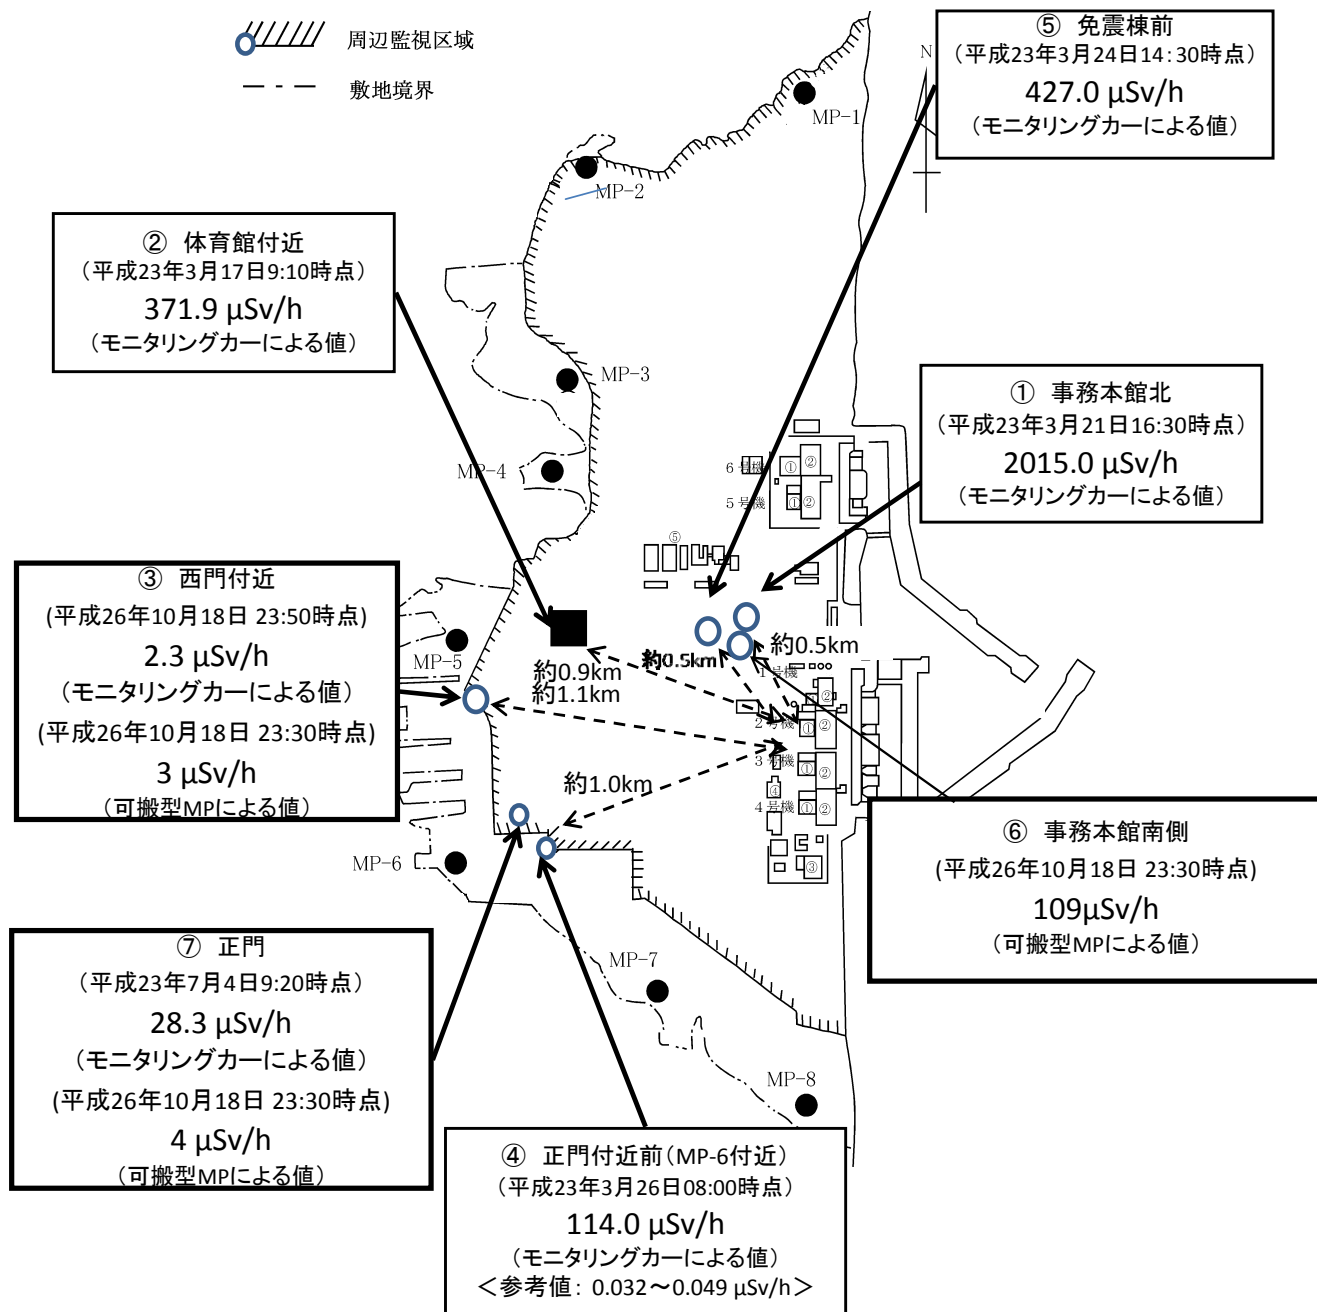 周辺監視区域
敷地境界
⑤ 免震棟前
（平成23年3月24日14:30時点）
427.0 μSv/h
（モニタリングカーによる値）
N
MP-1
MP-2
② 体育館付近
（平成23年3月17日9:10時点）
371.9 μSv/h
（モニタリングカーによる値）
MP-3
① 事務本館北
（平成23年3月21日16:30時点）
2015.0 μSv/h
（モニタリングカーによる値）
MP-4
6号機
①
②
5号機
①
②
⑤
③ 西門付近
(平成26年10月18日 23:50時点)
2.3 μSv/h
（モニタリングカーによる値）
(平成26年10月18日 23:30時点)
3 μSv/h
（可搬型MPによる値）
MP-5
約0.9km
約1.1km
約0.5km
約0.5km
1号機
②
2号機
①
②
3号機
①
②
④
4号機
①
②
③
約1.0km
MP-6
⑥ 事務本館南側
(平成26年10月18日 23:30時点)
109μSv/h
（可搬型MPによる値）
⑦ 正門
（平成23年7月4日9:20時点）
28.3 μSv/h
（モニタリングカーによる値）
(平成26年10月18日 23:30時点)
4 μSv/h
（可搬型MPによる値）
MP-7
MP-8
④ 正門付近前（MP-6付近）
（平成23年3月26日08:00時点）
114.0 μSv/h
（モニタリングカーによる値）
＜参考値: 0.032～0.049 μSv/h＞